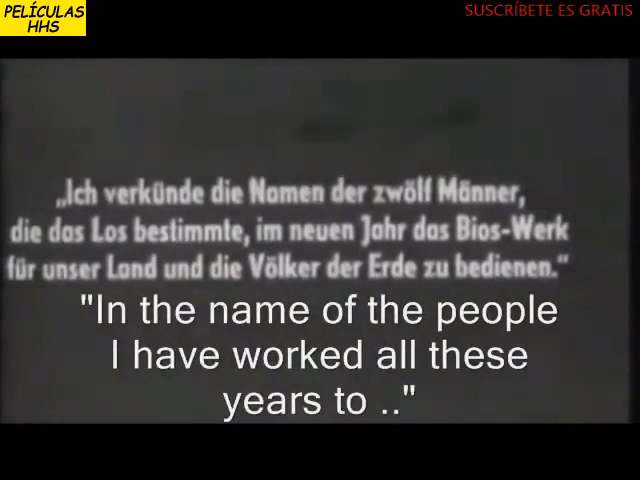 PELÍCULAS
HHS
SUSCRÍBETE ES GRATIS
„Ich verkünde die Namen der zwölf Männer,
die das Los bestimmte, im neuen Jahr das Bios-Werk
für unser Land und die Völker der Erde zu bedienen."
"In the name of the people
I have worked all these
years to .."